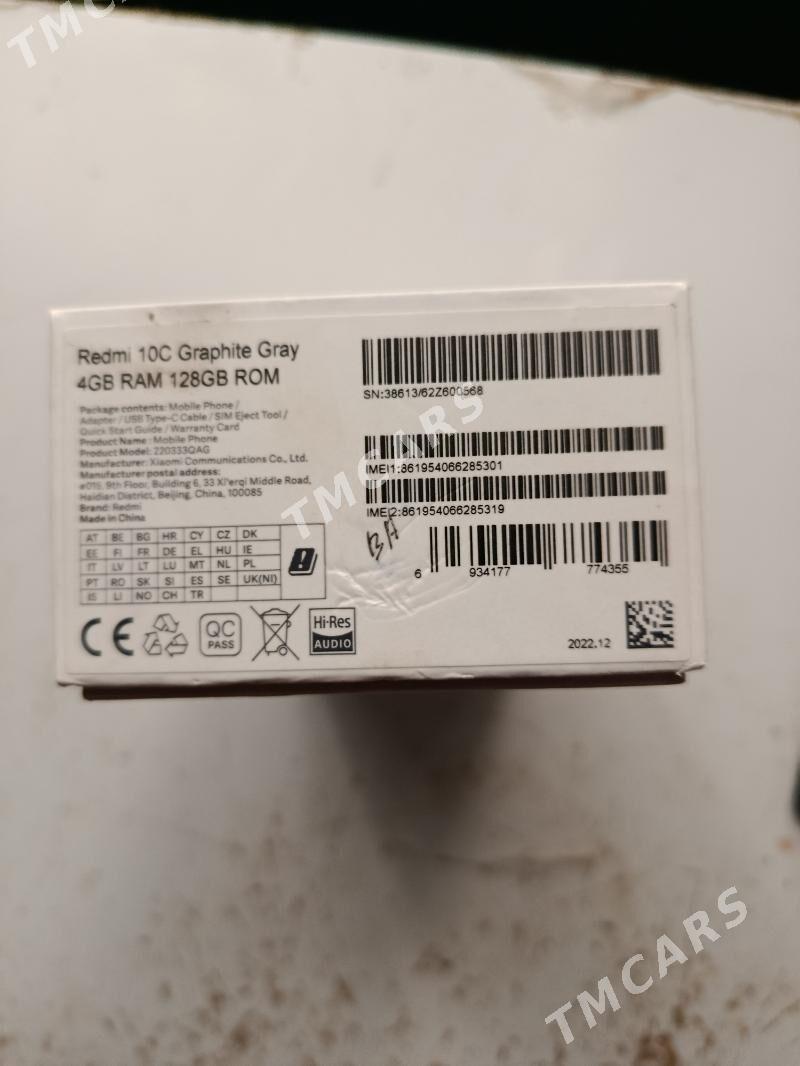 TMCARS
Redmi 10C Graphite Gray
4GB RAM 128GB ROM
Package contents: Mobile Phone /
Adapter / USB Type-C Cable / SIM Eject Tool /
Quick Start Guide / Warranty Card
Product Name: Mobile Phone
Product Model: 220333QAG
Manufacturer: Xiaomi Communications Co., Ltd.
Manufacturer postal address:
#019, 9th Floor, Building 6, 33 Xi'erqi Middle Road,
Haidian District, Beijing, China, 100085
Brand: Redmi
Made in China
AT BE BG HR CY CZ DK
EE FI FR DE EL HU IE
IT LV LT LU MT NL PL
PT RO SK SI ES SE UK(NI)
IS LI NO CH TR
CE
QC
PASS
Hi-Res
AUDIO
SN:38613/62Z600568
IMEI1:861954066285301
IMEI2:861954066285319
6 934177 774355
2022.12
TMCARS
TMCARS